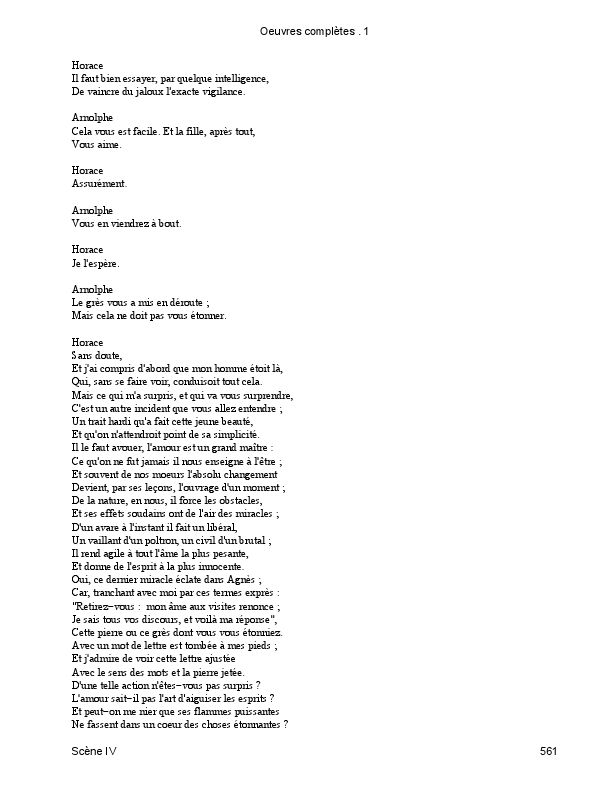 Oeuvres complètes . 1
Horace
Il faut bien essayer, par quelque intelligence,
De vaincre du jaloux l'exacte vigilance.
Arnolphe
Cela vous est facile. Et la fille, après tout,
Vous aime.
Horace
Assurément.
Arnolphe
Vous en viendrez à bout.
Horace
Je l'espère.
Arnolphe
Le grès vous a mis en déroute ;
Mais cela ne doit pas vous étonner.
Horace
Sans doute,
Et j'ai compris d'abord que mon homme étoit là,
Qui, sans se faire voir, conduisoit tout cela.
Mais ce qui m'a surpris, et qui va vous surprendre,
C'est un autre incident que vous allez entendre ;
Un trait hardi qu'a fait cette jeune beauté,
Et qu'on n'attendroit point de sa simplicité.
Il le faut avouer, l'amour est un grand maître :
Ce qu'on ne fut jamais il nous enseigne à l'être ;
Et souvent de nos moeurs l'absolu changement
Devient, par ses leçons, l'ouvrage d'un moment ;
De la nature, en nous, il force les obstacles,
Et ses effets soudains ont de l'air des miracles ;
D'un avare à l'instant il fait un libéral,
Un vaillant d'un poltron, un civil d'un brutal ;
Il rend agile à tout l'âme la plus pesante,
Et donne de l'esprit à la plus innocente.
Oui, ce dernier miracle éclate dans Agnès ;
Car, tranchant avec moi par ces termes exprès :
"Retirez−vous : mon âme aux visites renonce ;
Je sais tous vos discours, et voilà ma réponse",
Cette pierre ou ce grès dont vous vous étonniez.
Avec un mot de lettre est tombée à mes pieds ;
Et j'admire de voir cette lettre ajustée
Avec le sens des mots et la pierre jetée.
D'une telle action n'êtes−vous pas surpris ?
L'amour sait−il pas l'art d'aiguiser les esprits ?
Et peut−on me nier que ses flammes puissantes
Ne fassent dans un coeur des choses étonnantes ?
Scène IV 561